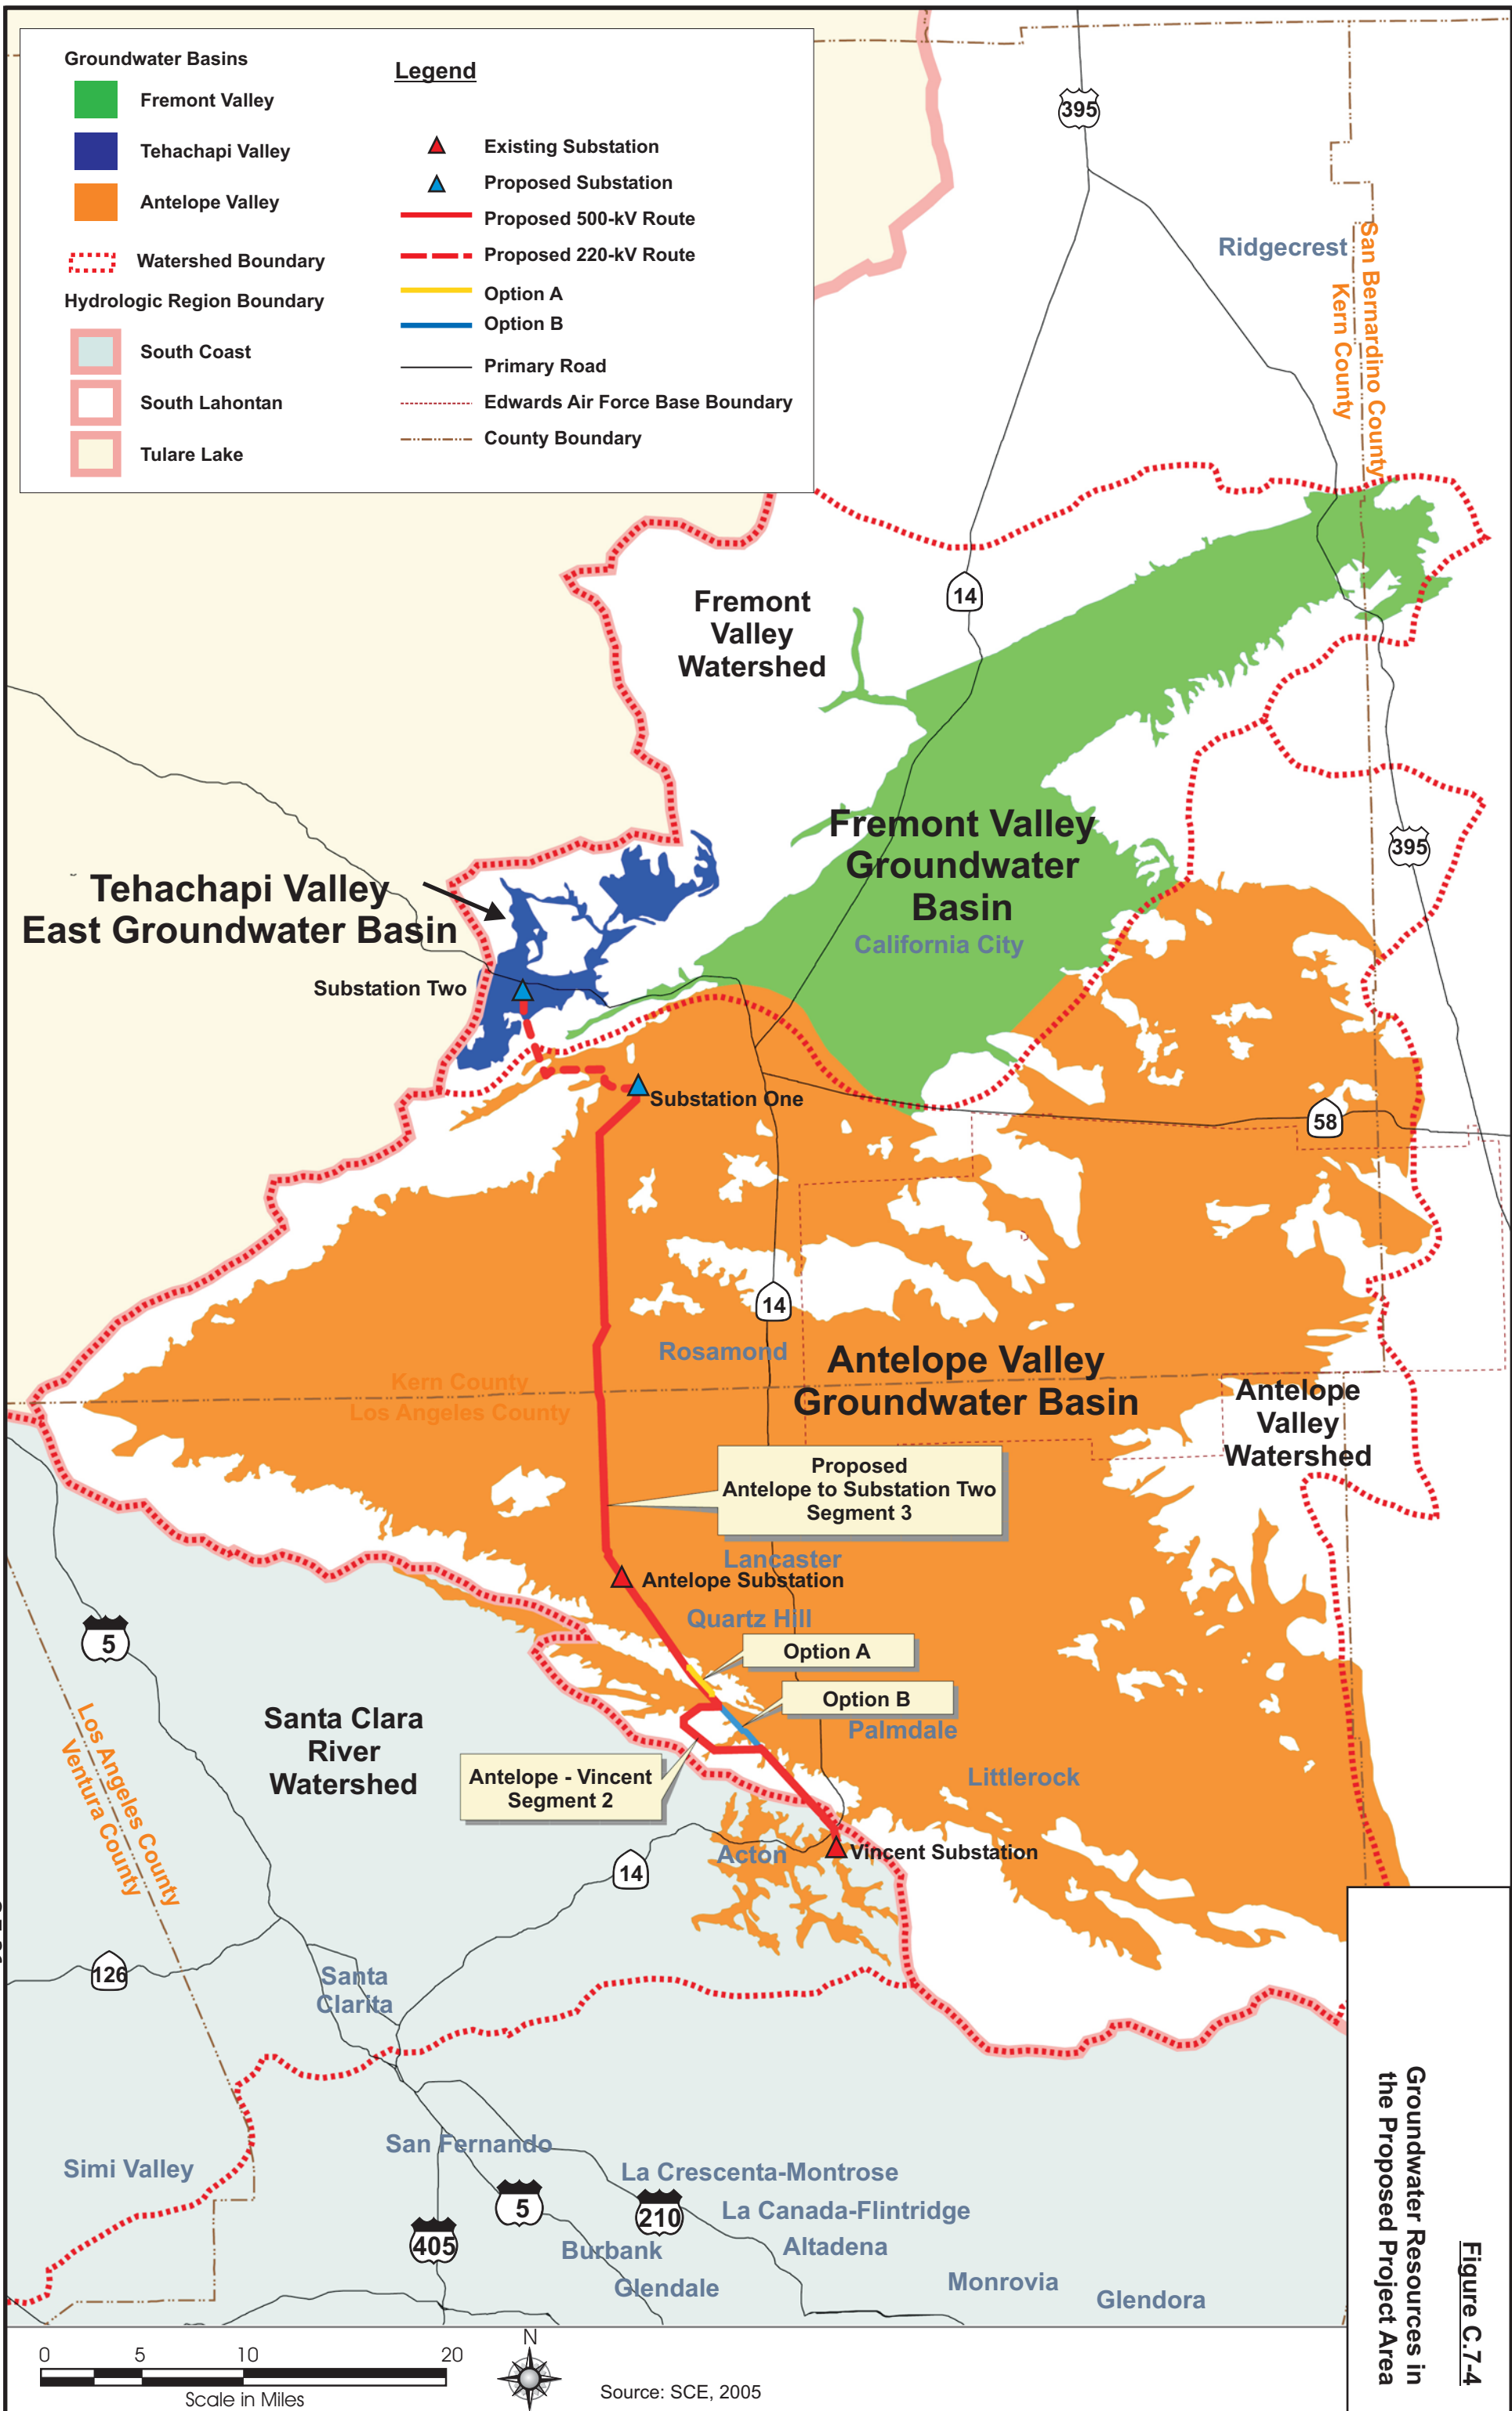 Groundwater Basins
Fremont Valley
Tehachapi Valley
Antelope Valley
Watershed Boundary
Hydrologic Region Boundary
South Coast
South Lahontan
Tulare Lake
Legend
Existing Substation
Proposed Substation
Proposed 500-kV Route
Proposed 220-kV Route
Option A
Option B
Primary Road
Edwards Air Force Base Boundary
County Boundary
395
Ridgecrest
San Bernardino County
Kern County
14
Fremont
Valley
Watershed
Fremont Valley
Groundwater
Basin
California City
395
Tehachapi Valley
East Groundwater Basin
Substation Two
Substation One
58
14
Rosamond
Antelope Valley
Groundwater Basin
Kern County
Los Angeles County
Antelope
Valley
Watershed
Proposed
Antelope to Substation Two
Segment 3
Lancaster
Antelope Substation
Quartz Hill
Option A
Option B
Palmdale
5
Los Angeles County
Ventura County
Santa Clara
River
Watershed
Antelope - Vincent
Segment 2
Littlerock
Acton
Vincent Substation
14
126
Santa
Clarita
San Fernando
Simi Valley
La Crescenta-Montrose
5
210
La Canada-Flintridge
405
Burbank
Altadena
Glendale
Monrovia
Glendora
Figure C.7-4
Groundwater Resources in
the Proposed Project Area
0 5 10 20
Scale in Miles
N
Source: SCE, 2005